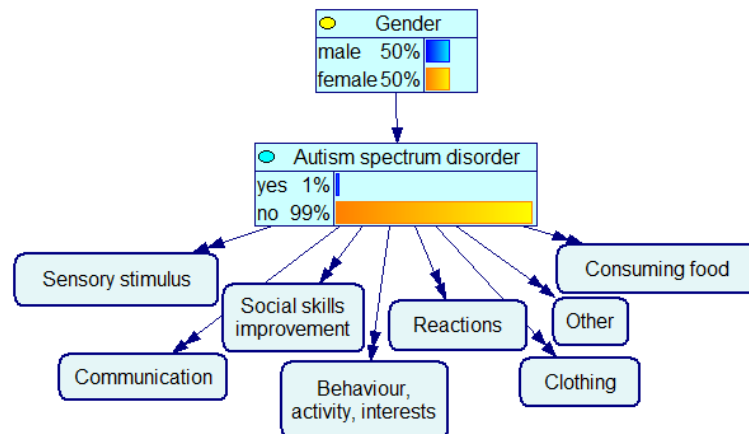 Gender
male 50%
female 50%
Autism spectrum disorder
yes 1%
no 99%
Sensory stimulus
Consuming food
Social skills
improvement
Reactions
Other
Communication
Behaviour,
activity, interests
Clothing